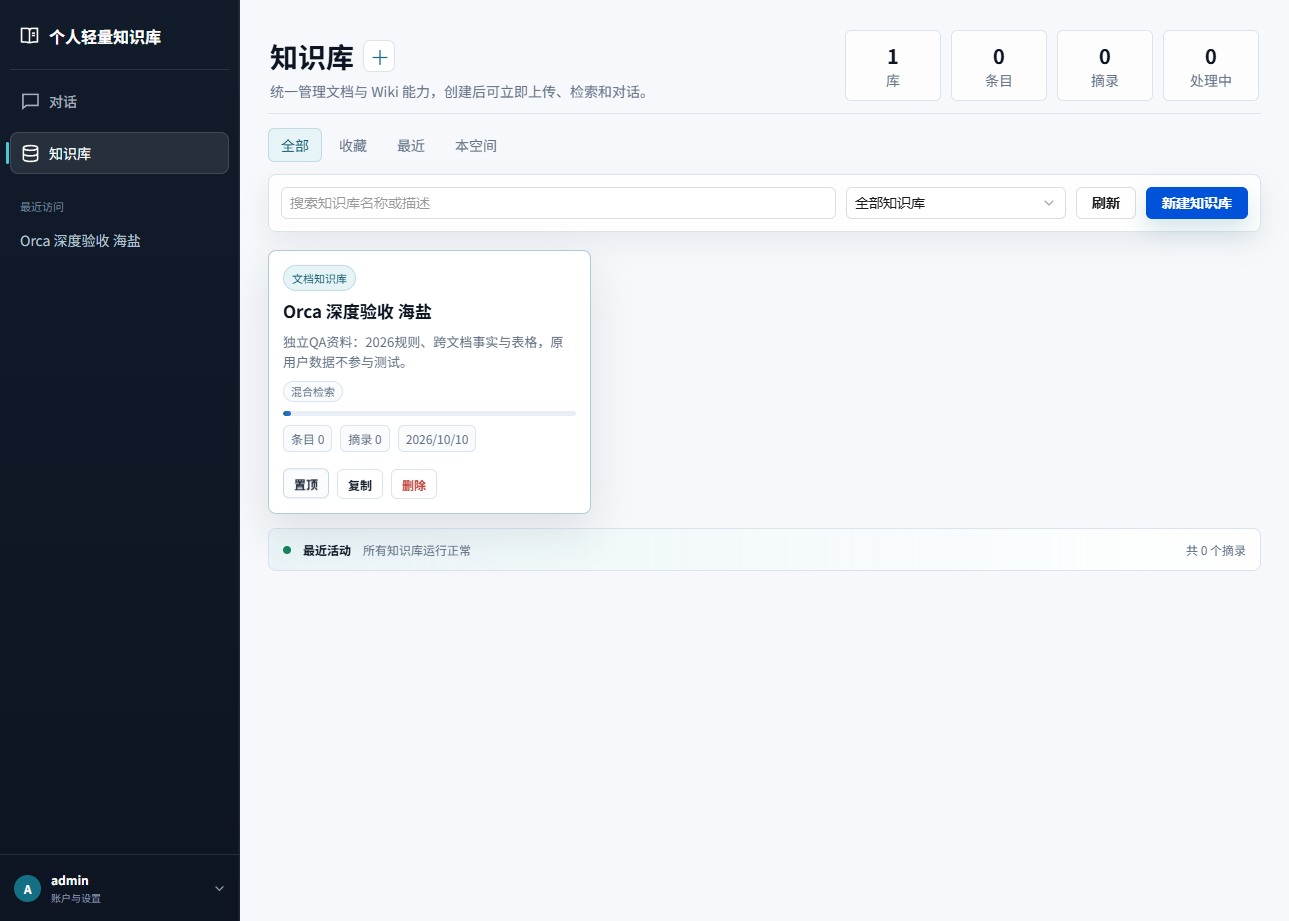 个人轻量知识库
对话
知识库
最近访问
Orca 深度验收 海盐
admin
账户与设置
A
知识库
统一管理文档与 Wiki 能力，创建后可立即上传、检索和对话。
1
库
0
条目
0
摘录
0
处理中
全部
收藏
最近
本空间
搜索知识库名称或描述
全部知识库
刷新
新建知识库
文档知识库
Orca 深度验收 海盐
独立QA资料：2026规则、跨文档事实与表格，原
用户数据不参与测试。
混合检索
条目 0
摘录 0
2026/10/10
置顶
复制
删除
最近活动
所有知识库运行正常
共 0 个摘录